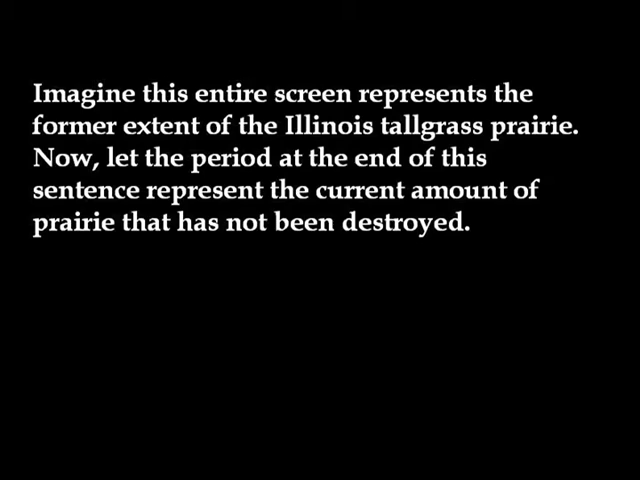 Imagine this entire screen represents the
former extent of the Illinois tallgrass prairie.
Now, let the period at the end of this
sentence represent the current amount of
prairie that has not been destroyed.